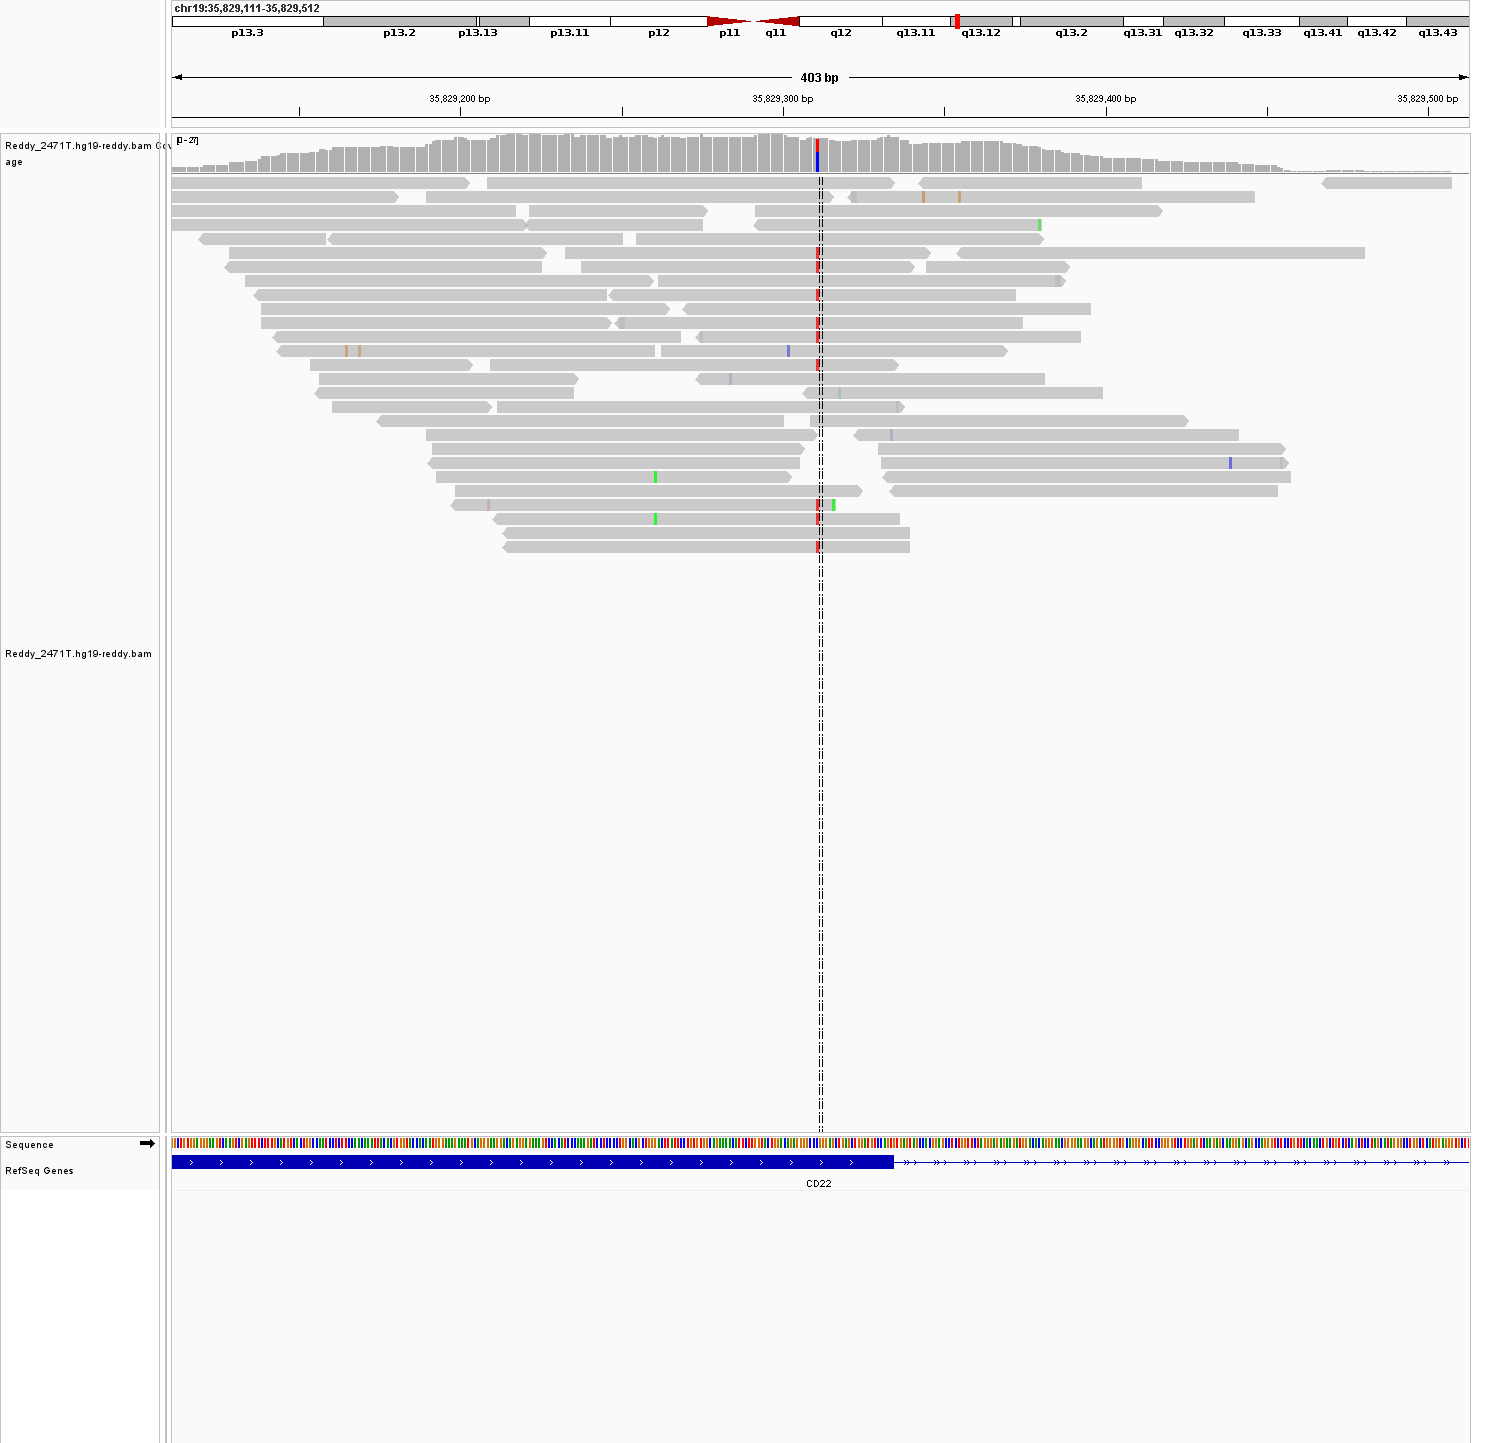 chr19:35,829,111-35,829,512
p13.3 p13.2 p13.13 p13.11 p12 p11 q11 q12 q13.11 q13.12 q13.2 q13.31 q13.32 q13.33 q13.41 q13.42 q13.43
403 bp
35,829,200 bp 35,829,300 bp 35,829,400 bp 35,829,500 bp
[0 - 27]
Reddy_2471T.hg19-reddy.bam Cov
age
Reddy_2471T.hg19-reddy.bam
Sequence
RefSeq Genes
CD22